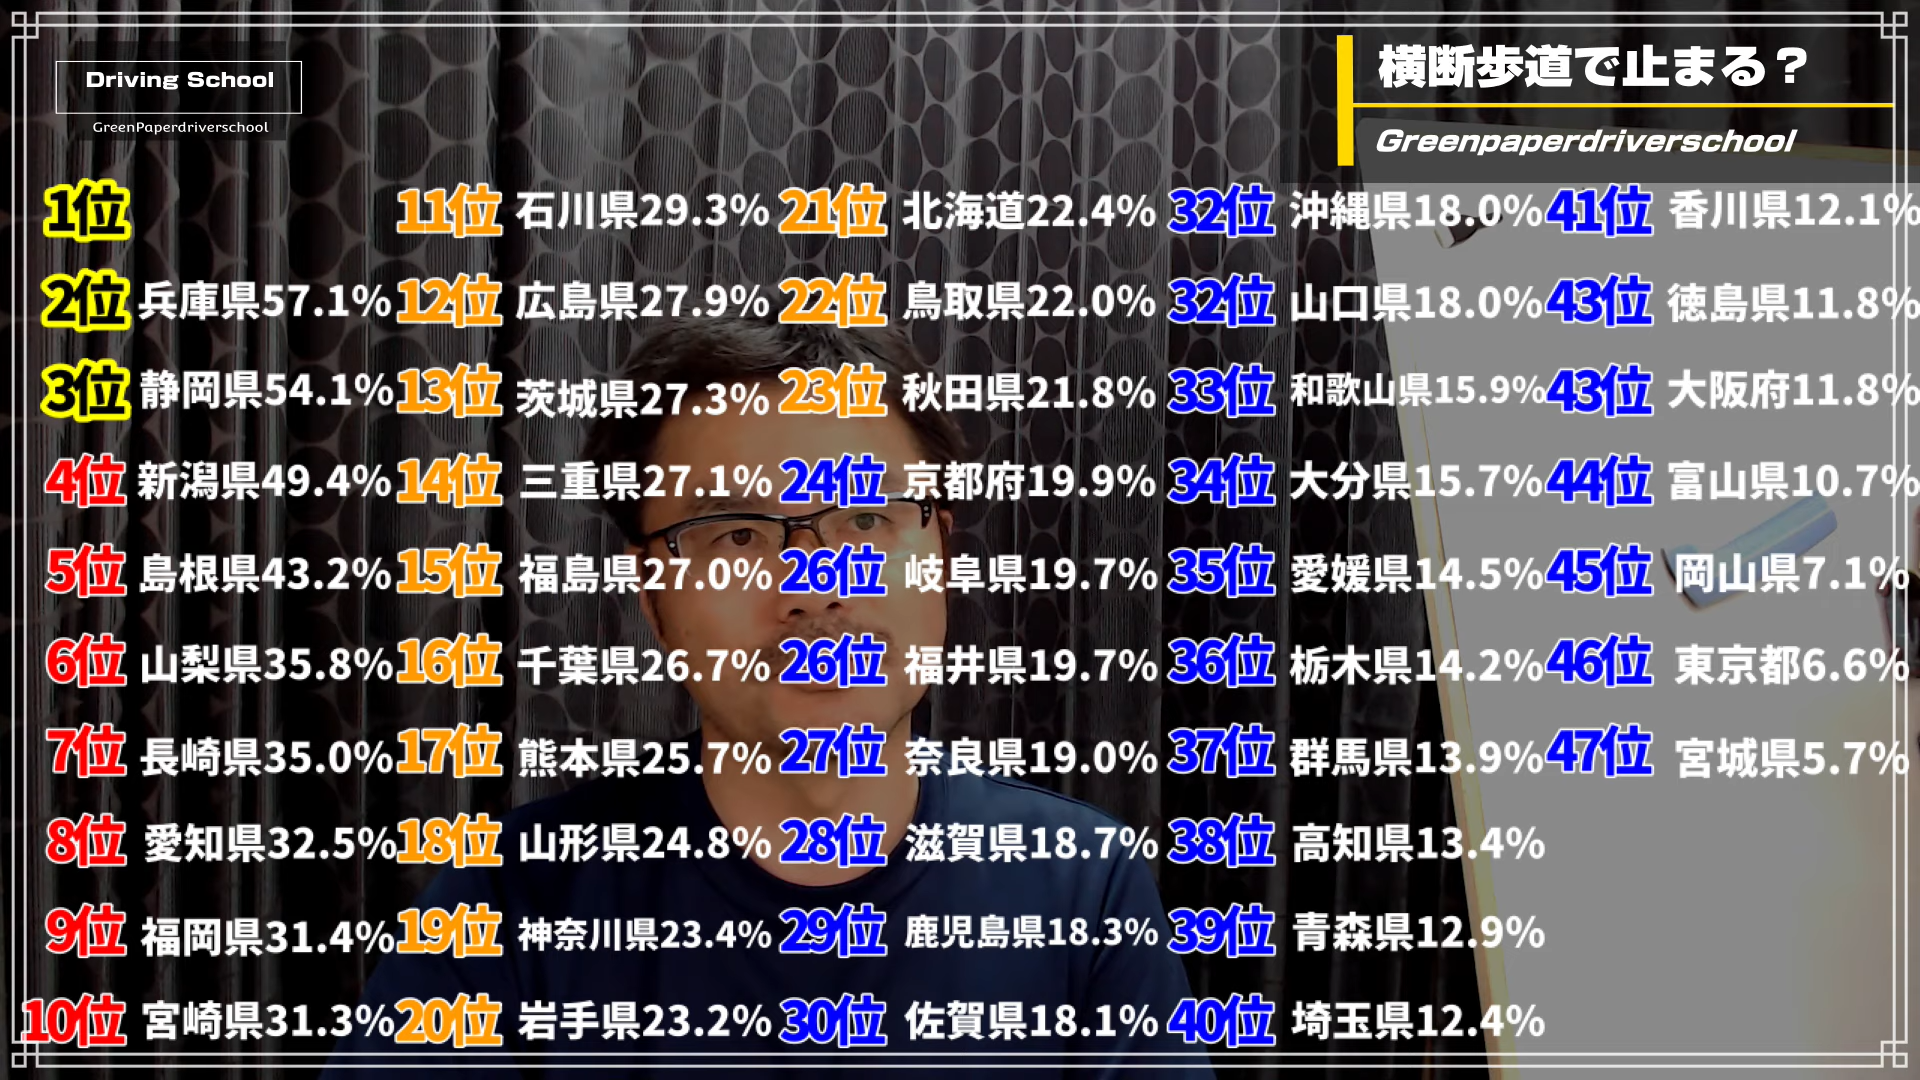 Driving School
GreenPaperdriverschool
横断歩道で止まる？
Greenpaperdriverschool
1位
2位 兵庫県57.1%
3位 静岡県54.1%
4位 新潟県49.4%
5位 島根県43.2%
6位 山梨県35.8%
7位 長崎県35.0%
8位 愛知県32.5%
9位 福岡県31.4%
10位 宮崎県31.3%
11位 石川県29.3%
12位 広島県27.9%
13位 茨城県27.3%
14位 三重県27.1%
15位 福島県27.0%
16位 千葉県26.7%
17位 熊本県25.7%
18位 山形県24.8%
19位 神奈川県23.4%
20位 岩手県23.2%
21位 北海道22.4%
22位 鳥取県22.0%
23位 秋田県21.8%
24位 京都府19.9%
26位 岐阜県19.7%
26位 福井県19.7%
27位 奈良県19.0%
28位 滋賀県18.7%
29位 鹿児島県18.3%
30位 佐賀県18.1%
32位 沖縄県18.0%
32位 山口県18.0%
33位 和歌山県15.9%
34位 大分県15.7%
35位 愛媛県14.5%
36位 栃木県14.2%
37位 群馬県13.9%
38位 高知県13.4%
39位 青森県12.9%
40位 埼玉県12.4%
41位 香川県12.1%
43位 徳島県11.8%
43位 大阪府11.8%
44位 富山県10.7%
45位 岡山県7.1%
46位 東京都6.6%
47位 宮城県5.7%